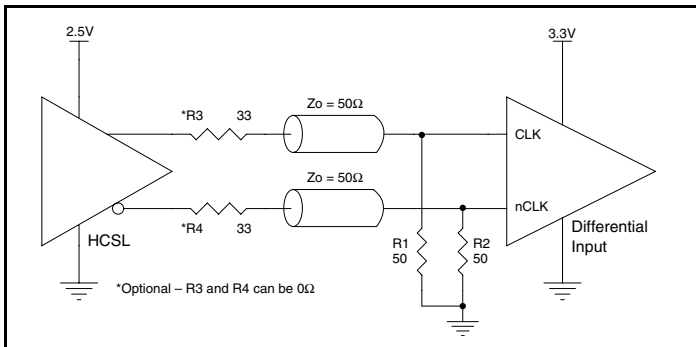 2.5V
3.3V
*R3 33
Zo = 50Ω
CLK
Zo = 50Ω
nCLK
*R4 33
HCSL
R1
50
R2
50
Differential
Input
*Optional – R3 and R4 can be 0Ω